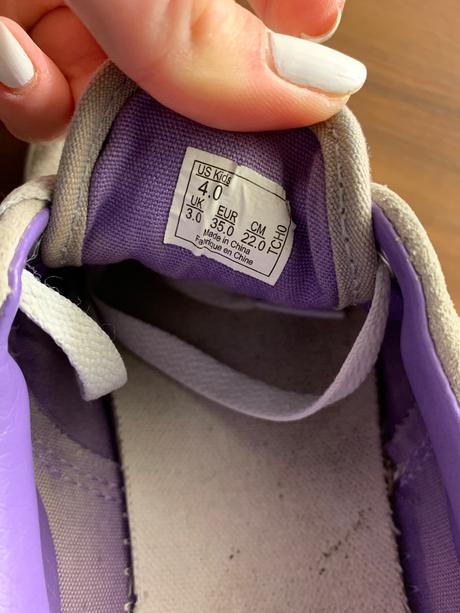 US Kids
4.0
UK EUR CM
3.0 35.0 22.0
Made in China
Fabriqué en Chine
TCHO